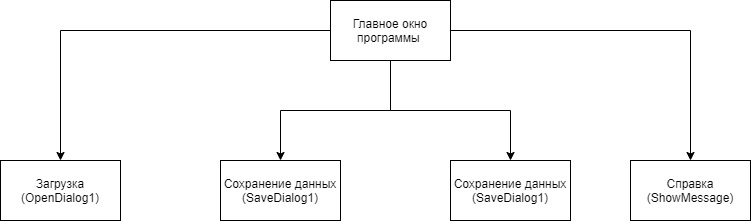 Главное окно
программы
Загрузка
(OpenDialog1)
Сохранение данных
(SaveDialog1)
Сохранение данных
(SaveDialog1)
Справка
(ShowMessage)